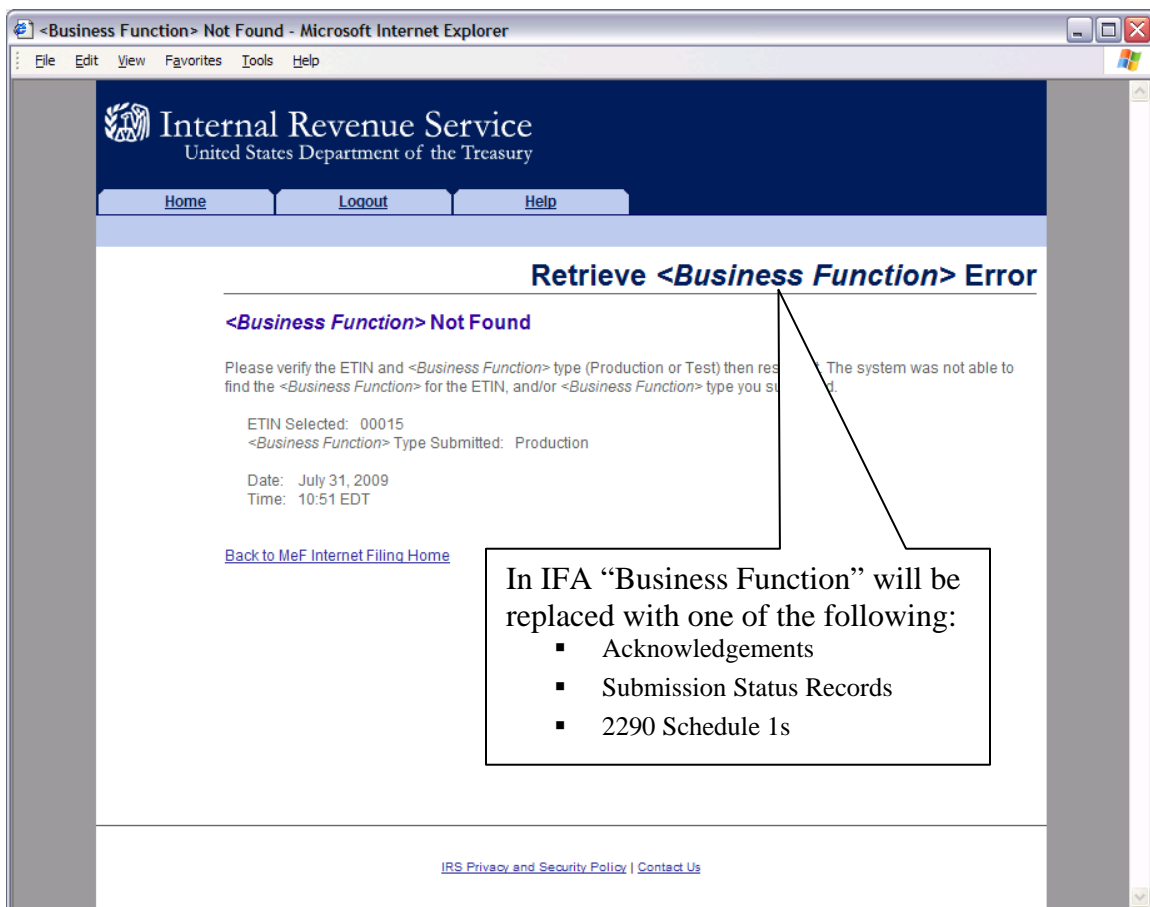 <Business Function> Not Found - Microsoft Internet Explorer
File Edit View Favorites Tools Help
Internal Revenue Service
United States Department of the Treasury
Home Logout Help
Retrieve <Business Function> Error
<Business Function> Not Found
Please verify the ETIN and <Business Function> type (Production or Test) then The system was not able to
find the <Business Function> for the ETIN, and/or <Business Function> type you
ETIN Selected: 00015
<Business Function> Type Submitted: Production
Date: July 31, 2009
Time: 10:51 EDT
Back to MeF Internet Filing Home
In IFA “Business Function” will be
replaced with one of the following:
▪ Acknowledgements
▪ Submission Status Records
▪ 2290 Schedule 1s
IRS Privacy and Security Policy | Contact Us